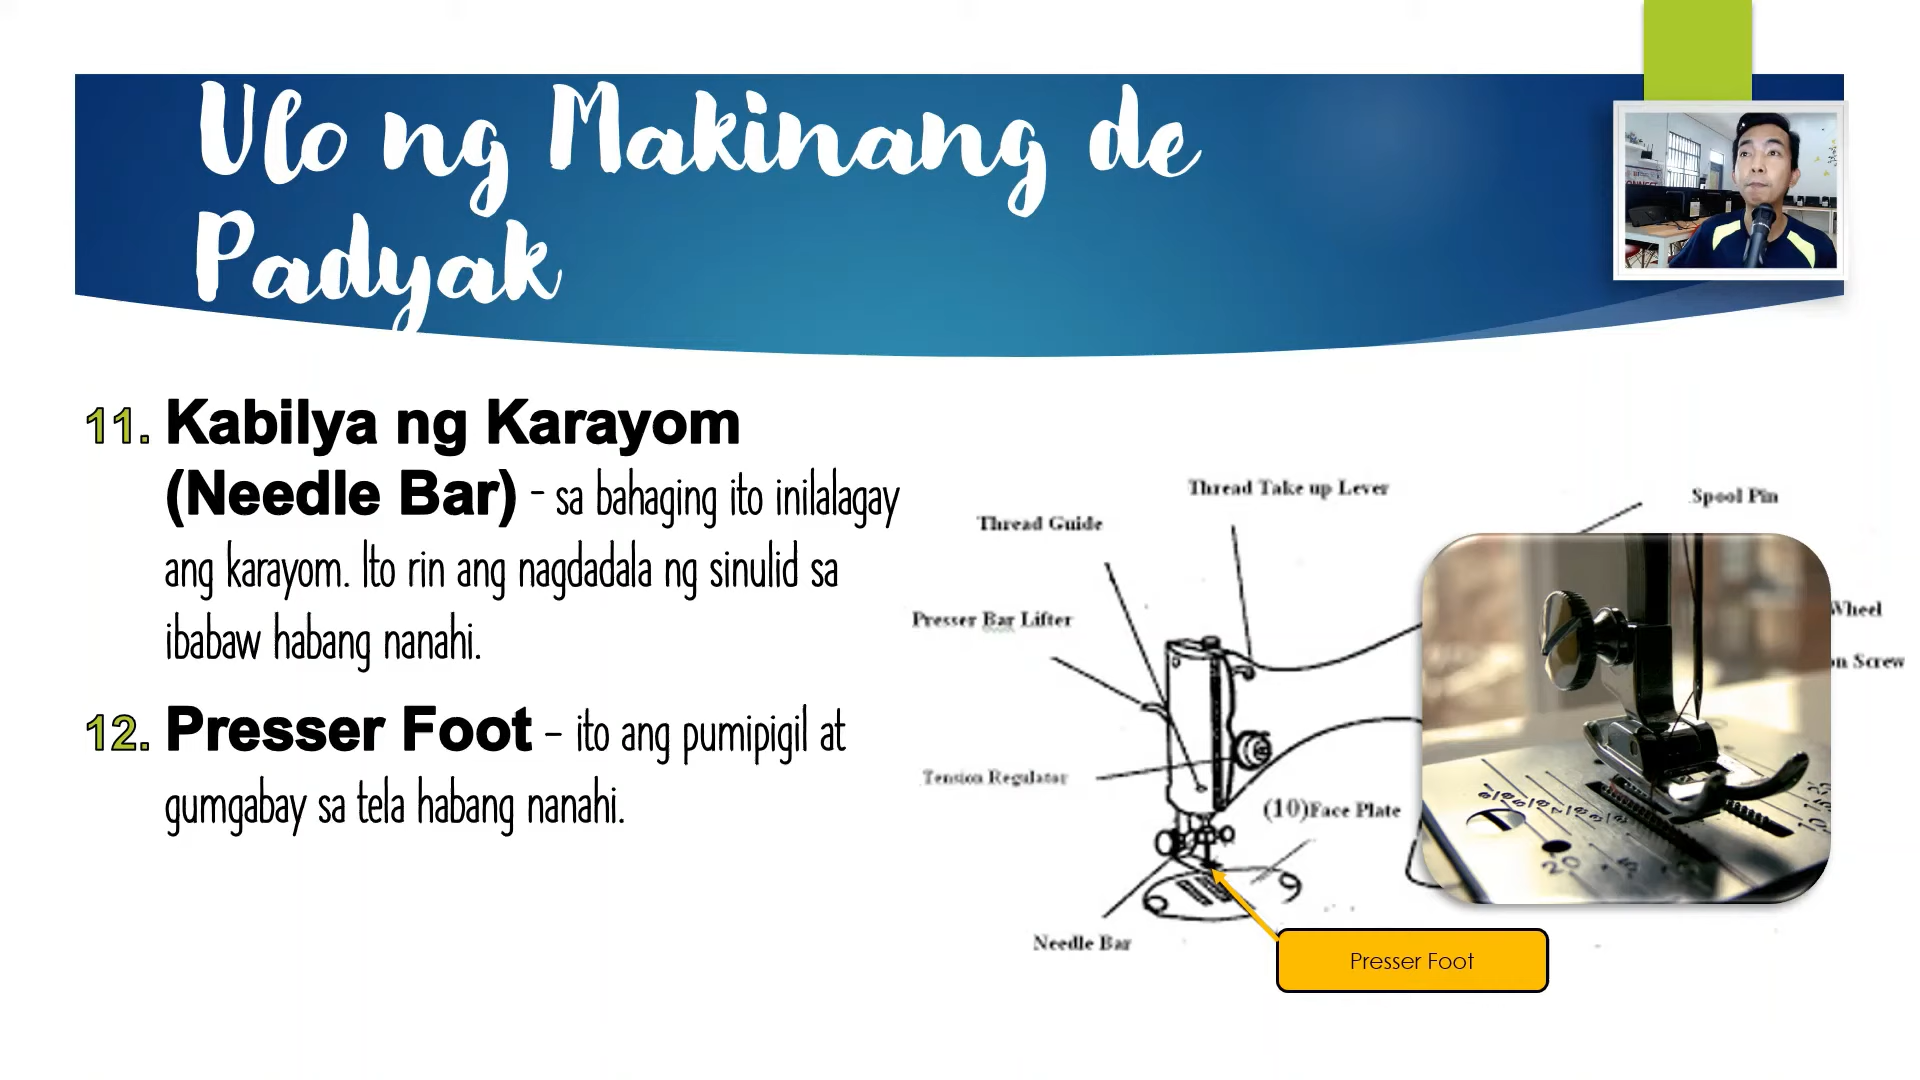 Ulo ng Makinang de
Padyak
11. Kabilya ng Karayom
(Needle Bar) - sa bahaging ito inilalagay
ang karayom. Ito rin ang nagdadala ng sinulid sa
ibabaw habang nanahi.
12. Presser Foot - ito ang pumipigil at
gumgabay sa tela habang nanahi.
Thread Take up Lever
Spool Pin
Thread Guide
Presser Bar Lifter
Wheel
Screw
Tension Regulator
(10)Face Plate
20
Needle Bar
Presser Foot